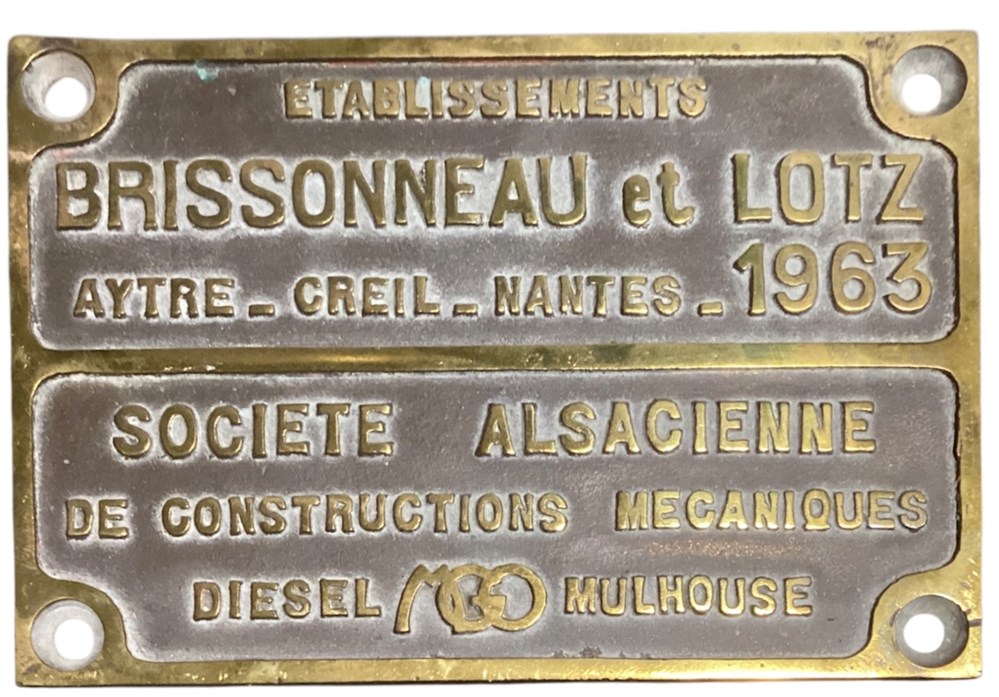 ETABLISSEMENTS
BRISSONNEAU et LOTZ
AYTRE - CREIL - NANTES - 1963
SOCIETE ALSACIENNE
DE CONSTRUCTIONS MECANIQUES
DIESEL MGO MULHOUSE